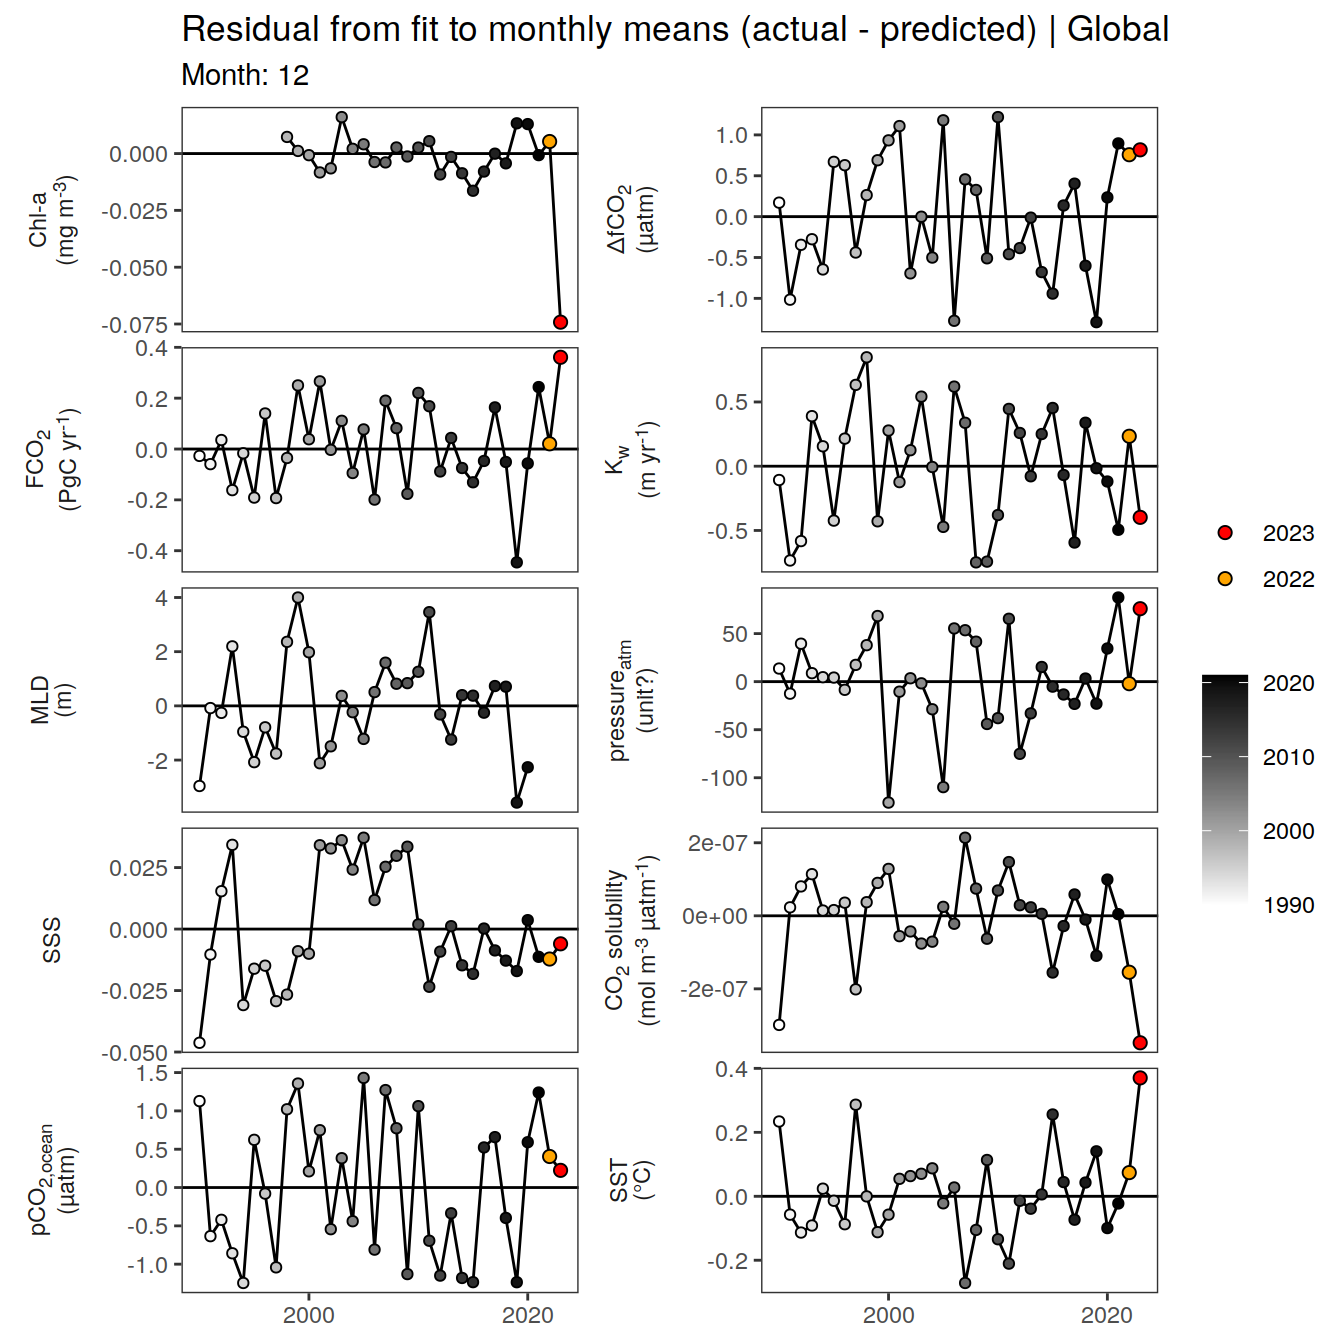 Residual from fit to monthly means (actual - predicted) | Global
Month: 12
Chl-a
(mg m⁻³)
0.000
-0.025
-0.050
-0.075
ΔfCO₂
(µatm)
1.0
0.5
0.0
-0.5
-1.0
FCO₂
(PgC yr⁻¹)
0.4
0.2
0.0
-0.2
-0.4
K_w
(m yr⁻¹)
0.5
0.0
-0.5
MLD
(m)
4
2
0
-2
pressure_atm
(unit?)
50
0
-50
-100
SSS
0.025
0.000
-0.025
-0.050
CO₂ solubility
(mol m⁻³ µatm⁻¹)
2e-07
0e+00
-2e-07
pCO₂,ocean
(µatm)
1.5
1.0
0.5
0.0
-0.5
-1.0
2000
2020
SST
(°C)
0.4
0.2
0.0
-0.2
2000
2020
2023
2022
2020
2010
2000
1990